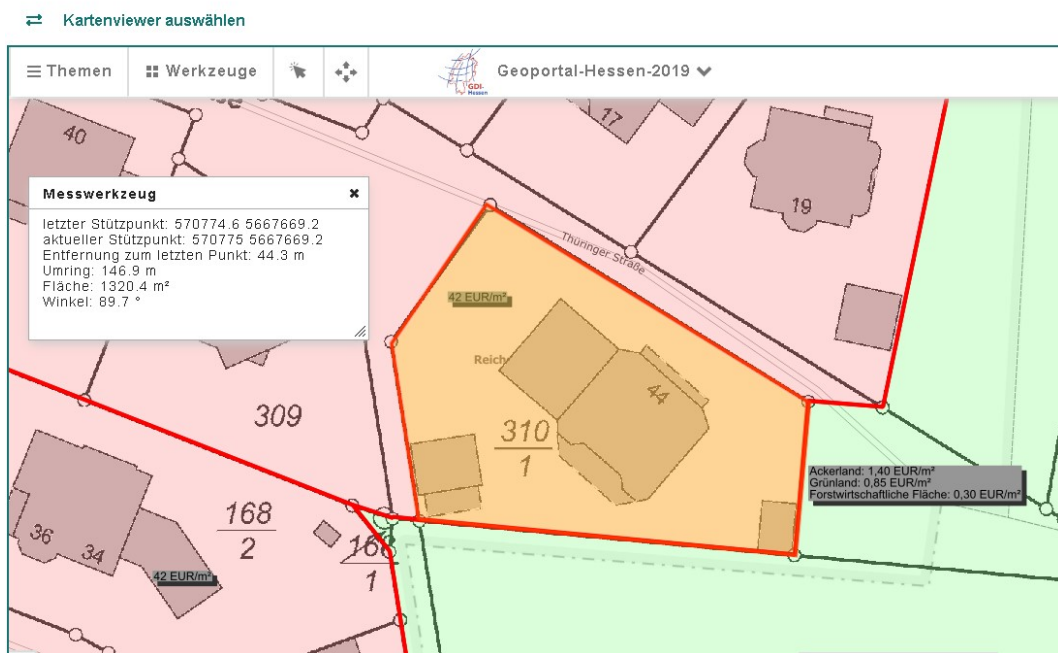 Kartenviewer auswählen
Themen
Werkzeuge
GDI-
Hessen
Geoportal-Hessen-2019
40
17
19
Messwerkzeug
letzter Stützpunkt: 570774.6 5667669.2
aktueller Stützpunkt: 570775 5667669.2
Entfernung zum letzten Punkt: 44.3 m
Umring: 146.9 m
Fläche: 1320.4 m²
Winkel: 89.7 °
Thüringer Straße
42 EUR/m²
Reich
44
309
310
1
Ackerland: 1,40 EUR/m²
Grünland: 0,85 EUR/m²
Forstwirtschaftliche Fläche: 0,30 EUR/m²
168
2
36
34
1
42 EUR/m²